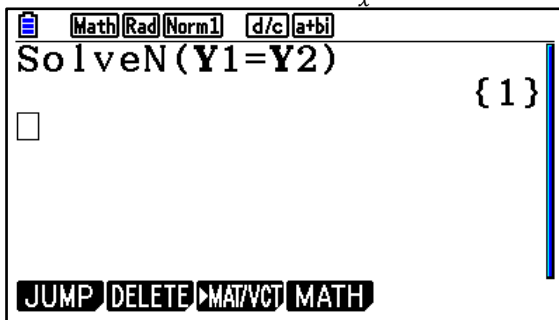 x
Math Rad Norm1 d/c a+bi
SolveN(Y1=Y2)
{1}
JUMP DELETE ►MAT/VCT MATH